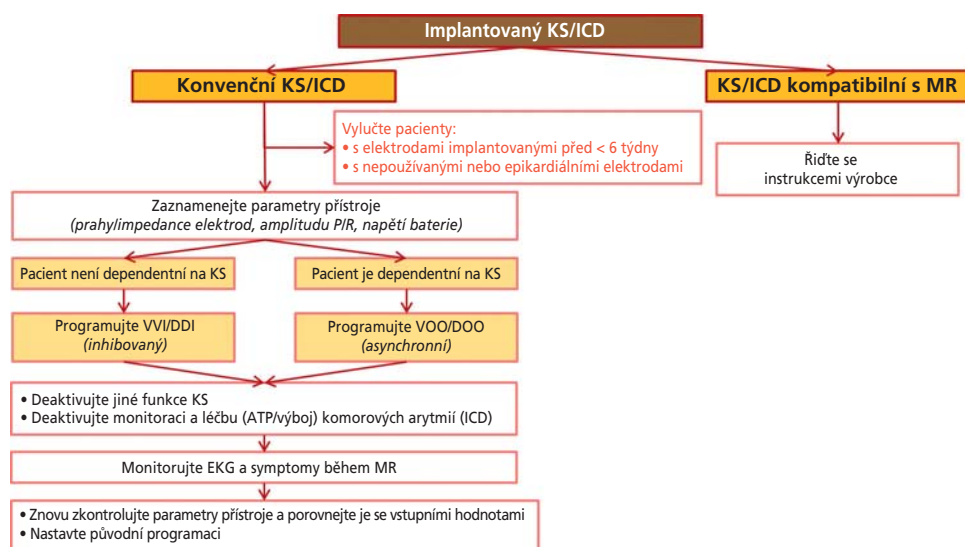 Implantovaný KS/ICD
Konvenční KS/ICD
KS/ICD kompatibilní s MR
Vylučte pacienty:
• s elektrodami implantovanými před < 6 týdny
• s nepoužívanými nebo epikardiálními elektrodami
Řiďte se
instrukcemi výrobce
Zaznamenejte parametry přístroje
(prahy/impedance elektrod, amplitudu P/R, napětí baterie)
Pacient není dependentní na KS
Pacient je dependentní na KS
Programujte VVI/DDI
(inhibovaný)
Programujte VOO/DOO
(asynchronní)
• Deaktivujte jiné funkce KS
• Deaktivujte monitoraci a léčbu (ATP/výboj) komorových arytmií (ICD)
Monitorujte EKG a symptomy během MR
• Znovu zkontrolujte parametry přístroje a porovnejte je se vstupními hodnotami
• Nastavte původní programaci